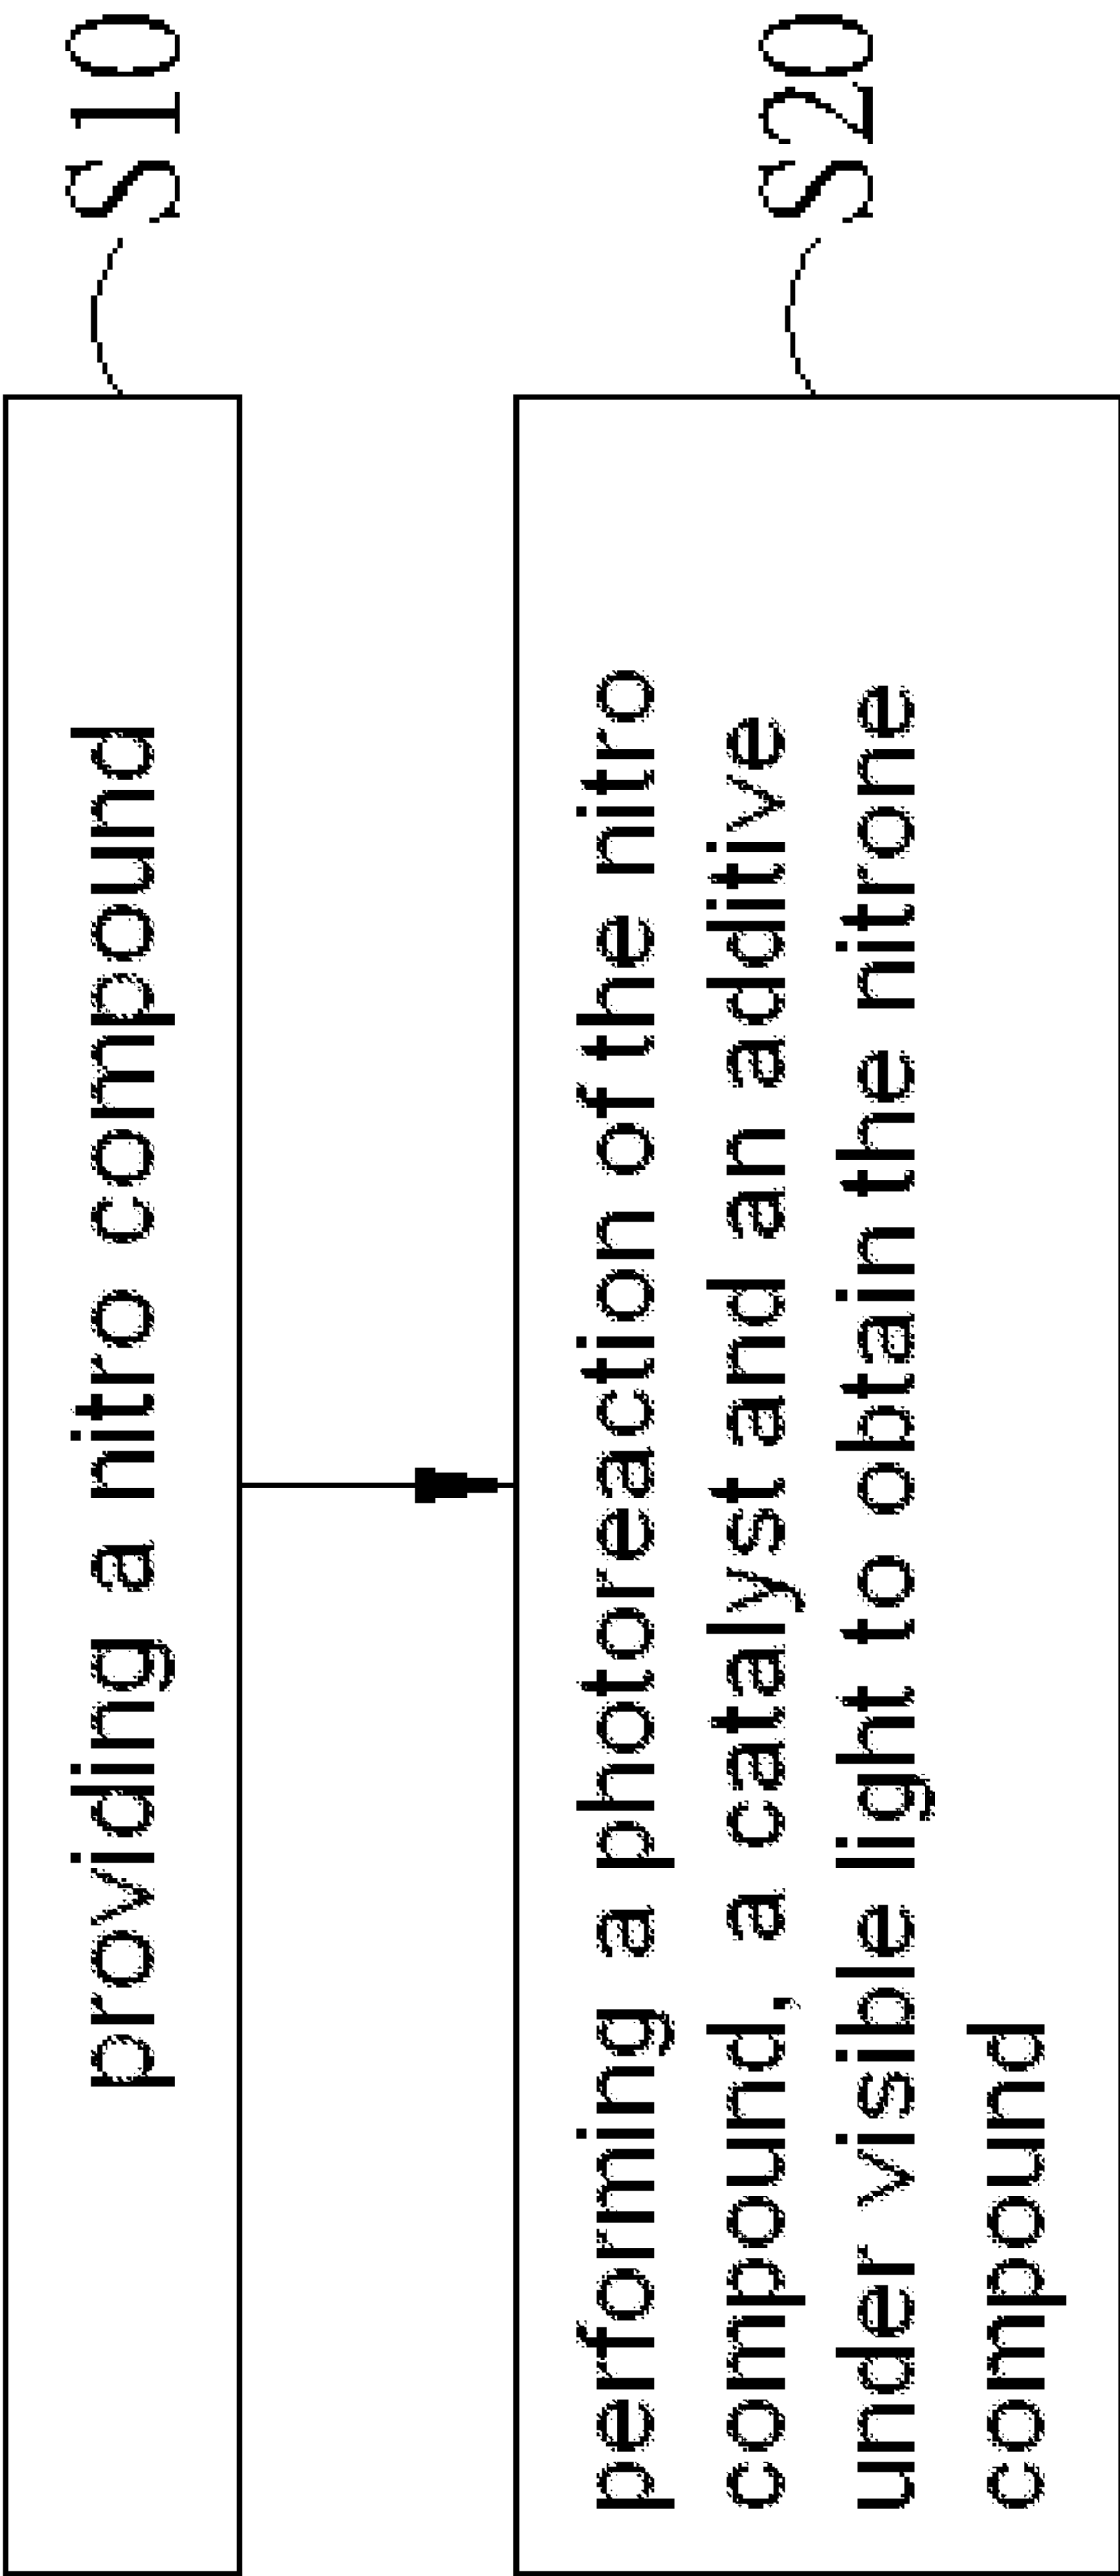 providing a nitro compound
S10
performing a photoreaction of the nitro
compound, a catalyst and an additive
under visible light to obtain the nitrone
compound
S20